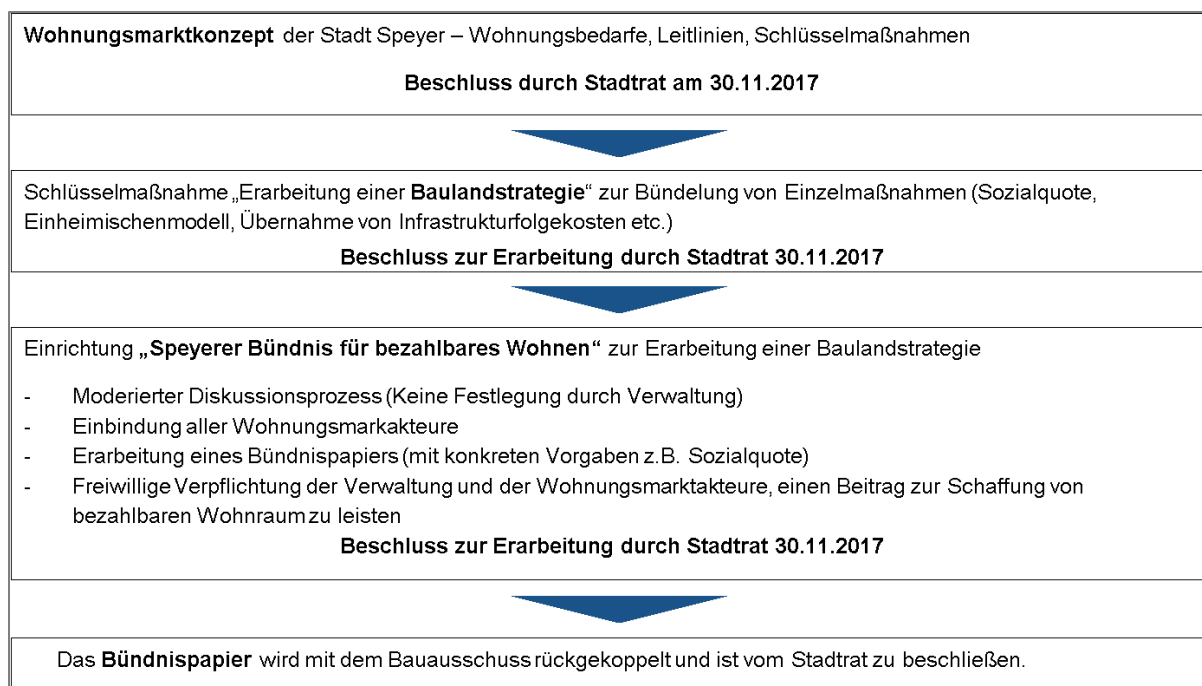 Wohnungsmarktkonzept der Stadt Speyer – Wohnungsbedarfe, Leitlinien, Schlüsselmaßnahmen
Beschluss durch Stadtrat am 30.11.2017
Schlüsselmaßnahme „Erarbeitung einer Baulandstrategie“ zur Bündelung von Einzelmaßnahmen (Sozialquote,
Einheimischenmodell, Übernahme von Infrastrukturfolgekosten etc.)
Beschluss zur Erarbeitung durch Stadtrat 30.11.2017
Einrichtung „Speyerer Bündnis für bezahlbares Wohnen“ zur Erarbeitung einer Baulandstrategie
- Moderierter Diskussionsprozess (Keine Festlegung durch Verwaltung)
- Einbindung aller Wohnungsmarkakteure
- Erarbeitung eines Bündnispapiers (mit konkreten Vorgaben z.B. Sozialquote)
- Freiwillige Verpflichtung der Verwaltung und der Wohnungsmarktakteure, einen Beitrag zur Schaffung von
bezahlbaren Wohnraum zu leisten
Beschluss zur Erarbeitung durch Stadtrat 30.11.2017
Das Bündnispapier wird mit dem Bauausschuss rückgekoppelt und ist vom Stadtrat zu beschließen.